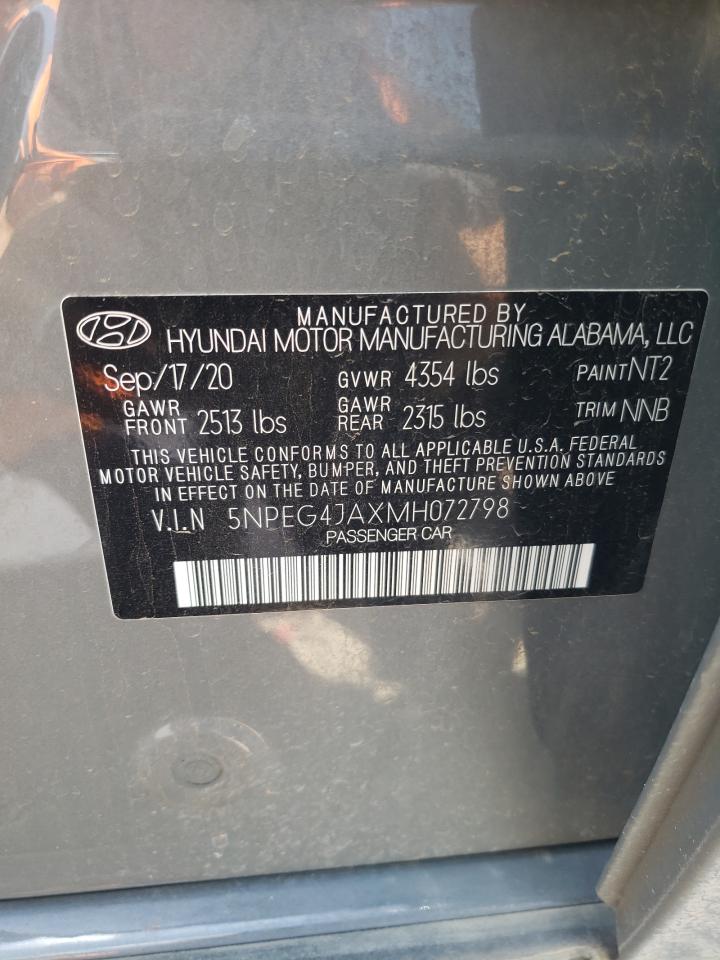 MANUFACTURED BY
HYUNDAI MOTOR MANUFACTURING ALABAMA, LLC
Sep/17/20 GVWR 4354 lbs PAINT NT2
GAWR FRONT 2513 lbs GAWR REAR 2315 lbs TRIM NNB
THIS VEHICLE CONFORMS TO ALL APPLICABLE U.S.A. FEDERAL
MOTOR VEHICLE SAFETY, BUMPER, AND THEFT PREVENTION STANDARDS
IN EFFECT ON THE DATE OF MANUFACTURE SHOWN ABOVE
V.I.N 5NPEG4JAXMH072798
PASSENGER CAR